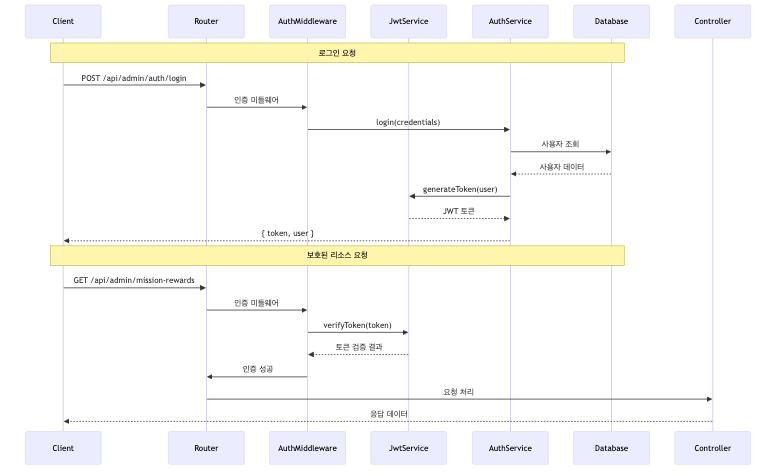 Client Router AuthMiddleware JwtService AuthService Database Controller
로그인 요청
POST /api/admin/auth/login
인증 미들웨어
login(credentials)
사용자 조회
사용자 데이터
generateToken(user)
JWT 토큰
{ token, user }
보호된 리소스 요청
GET /api/admin/mission-rewards
인증 미들웨어
verifyToken(token)
토큰 검증 결과
인증 성공
요청 처리
응답 데이터
Client Router AuthMiddleware JwtService AuthService Database Controller